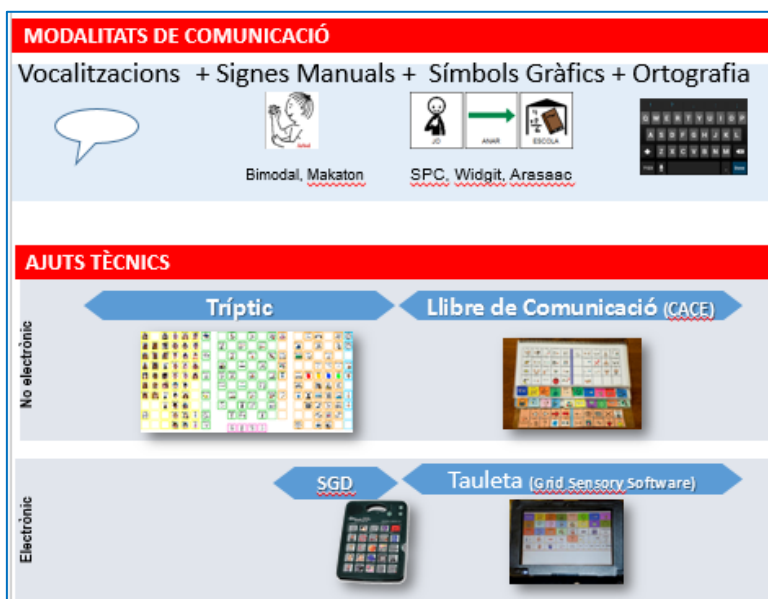 MODALITATS DE COMUNICACIÓ
Vocalitzacions + Signes Manuals + Símbols Gràfics + Ortografia
JO ANAR ESCOLA
Q W E R T Y U I O P
A S D F G H J K L
Z X C V B N M
Bimodal, Makaton SPC, Widgit, Arasaac
AJUTS TÈCNICS
No electrònic
Tríptic Llibre de Comunicació (CACE)
Electrònic
SGD Tauleta (Grid Sensory Software)